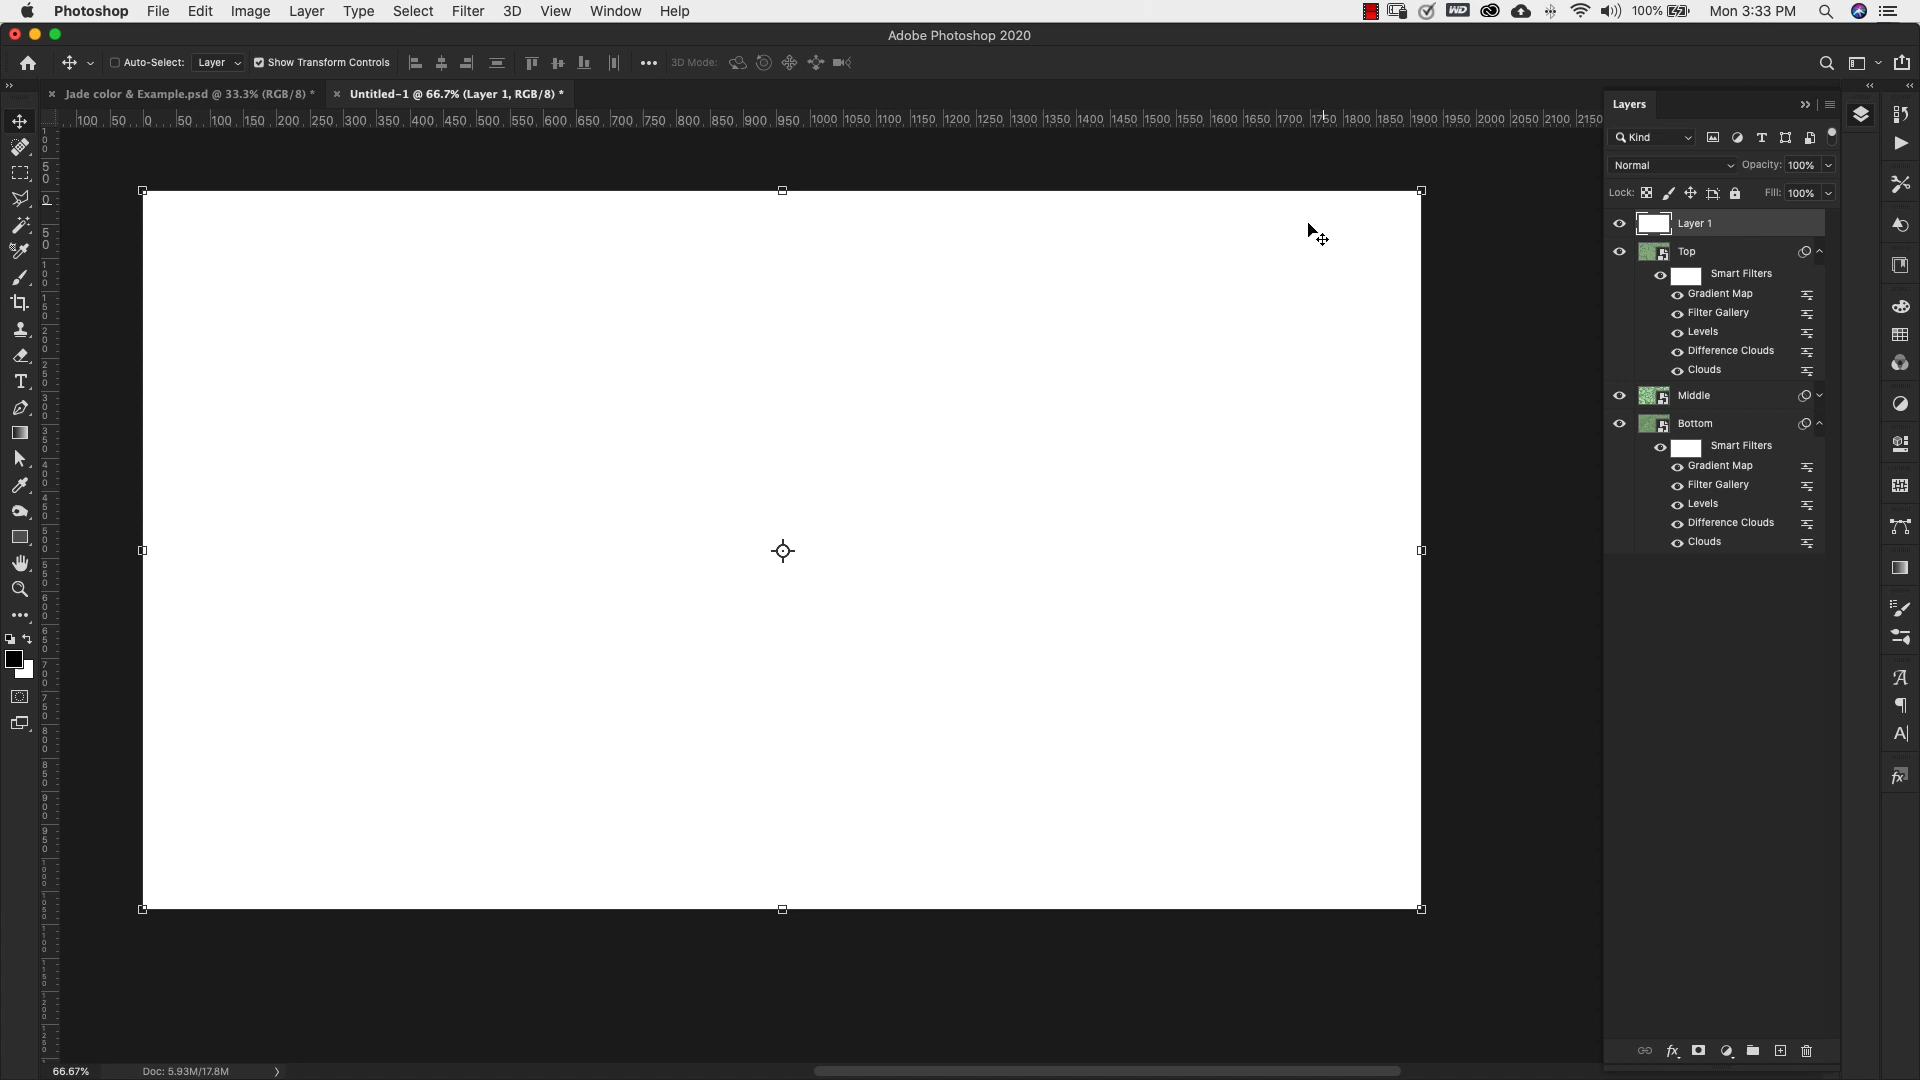 Photoshop File Edit Image Layer Type Select Filter 3D View Window Help
100% Mon 3:33 PM
Adobe Photoshop 2020
Auto-Select: Layer Show Transform Controls 3D Mode:
Jade color & Example.psd @ 33.3% (RGB/8) * Untitled-1 @ 66.7% (Layer 1, RGB/8) *
100 50 0 50 100 150 200 250 300 350 400 450 500 550 600 650 700 750 800 850 900 950 1000 1050 1100 1150 1200 1250 1300 1350 1400 1450 1500 1550 1600 1650 1700 1750 1800 1850 1900 1950 2000 2050 2100 2150
Layers
Kind
Normal Opacity: 100%
Lock: Fill: 100%
Layer 1
Top
Smart Filters
Gradient Map
Filter Gallery
Levels
Difference Clouds
Clouds
Middle
Bottom
Smart Filters
Gradient Map
Filter Gallery
Levels
Difference Clouds
Clouds
66.67% Doc: 5.93M/17.8M